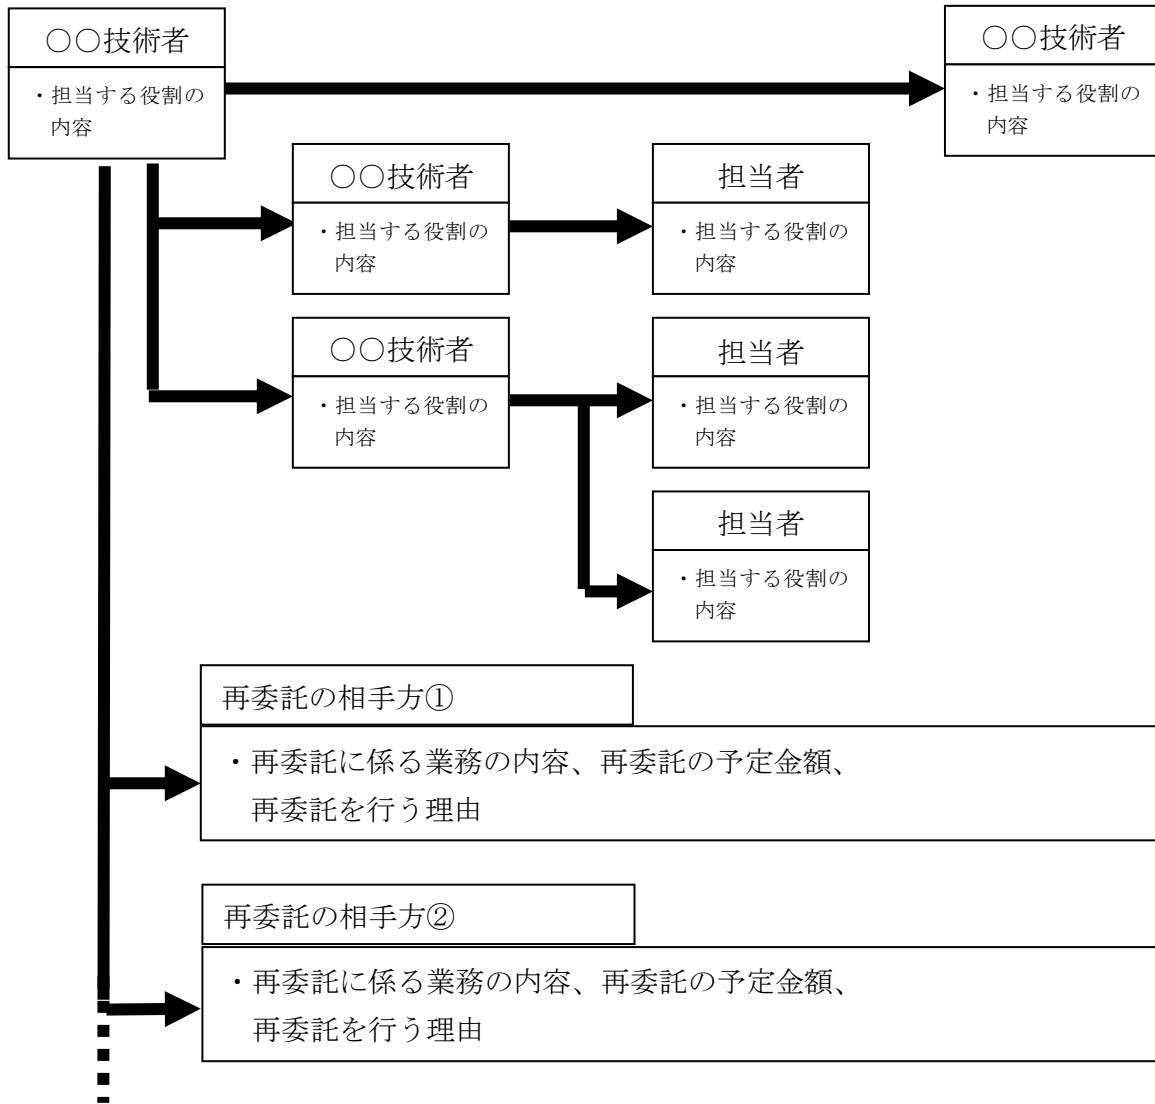 ○○技術者
・担当する役割の
内容
○○技術者
・担当する役割の
内容
○○技術者
・担当する役割の
内容
担当者
・担当する役割の
内容
○○技術者
・担当する役割の
内容
担当者
・担当する役割の
内容
担当者
・担当する役割の
内容
再委託の相手方①
・再委託に係る業務の内容、再委託の予定金額、
再委託を行う理由
再委託の相手方②
・再委託に係る業務の内容、再委託の予定金額、
再委託を行う理由